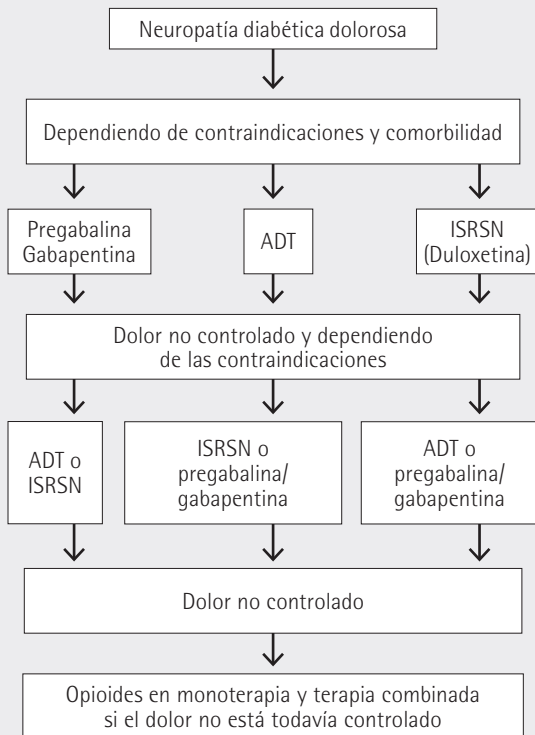 Neuropatía diabética dolorosa
Dependiendo de contraindicaciones y comorbilidad
Pregabalina
Gabapentina
ADT
ISRSN
(Duloxetina)
Dolor no controlado y dependiendo
de las contraindicaciones
ADT o
ISRSN
ISRSN o
pregabalina/
gabapentina
ADT o
pregabalina/
gabapentina
Dolor no controlado
Opioides en monoterapia y terapia combinada
si el dolor no está todavía controlado